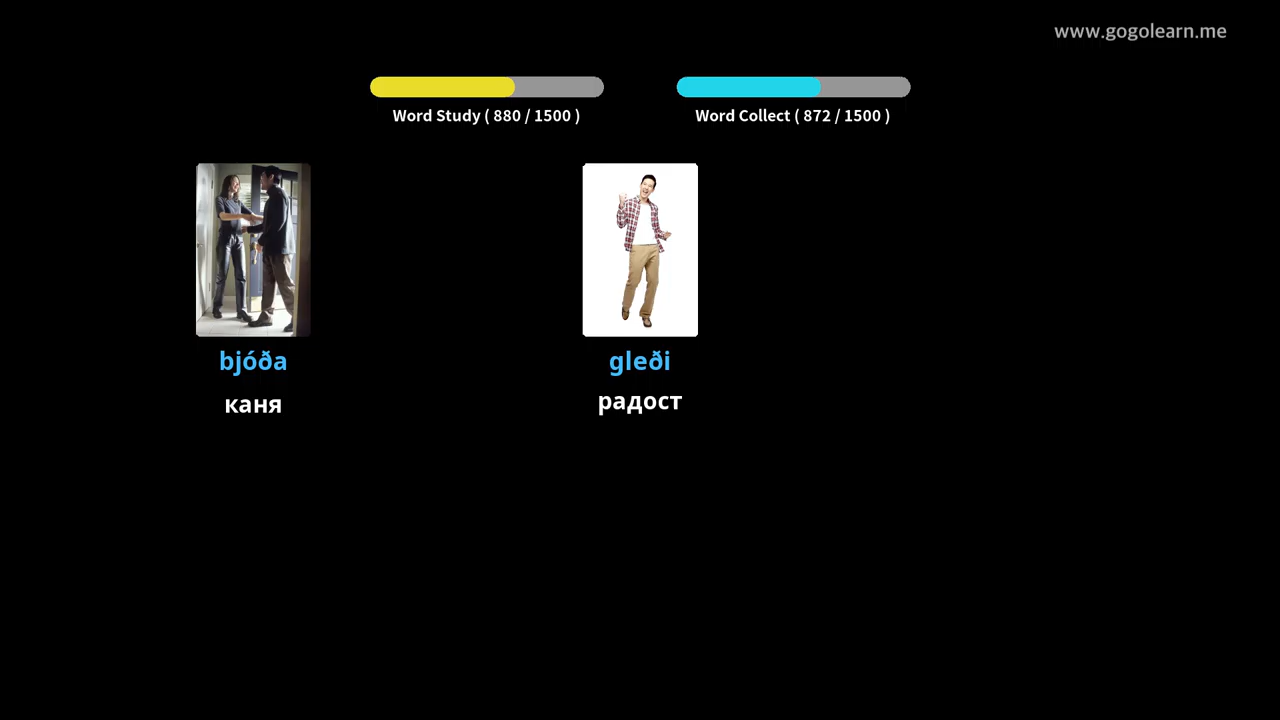 www.gogolearn.me
Word Study ( 880 / 1500 )
Word Collect ( 872 / 1500 )
bjóða
каня
gleði
радост